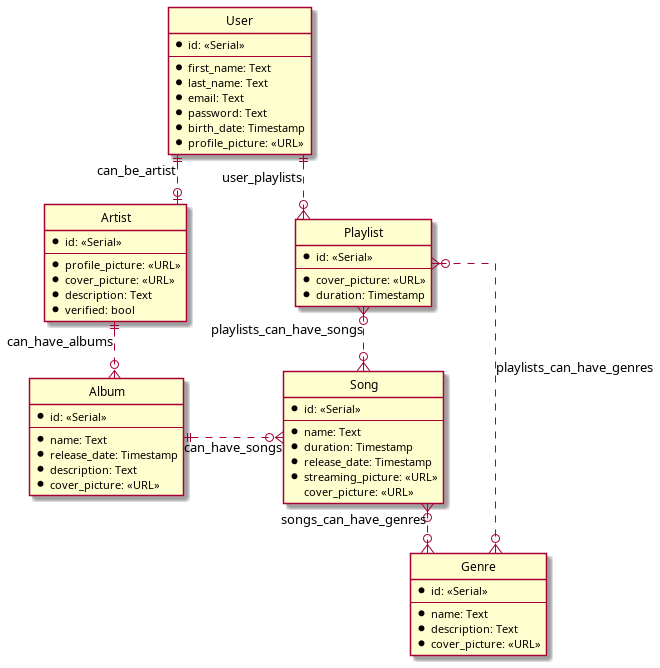 User
id: «Serial»
first_name: Text
last_name: Text
email: Text
password: Text
birth_date: Timestamp
profile_picture: «URL»
can_be_artist
user_playlists
Artist
id: «Serial»
profile_picture: «URL»
cover_picture: «URL»
description: Text
verified: bool
Playlist
id: «Serial»
cover_picture: «URL»
duration: Timestamp
can_have_albums
playlists_can_have_songs
playlists_can_have_genres
Album
id: «Serial»
name: Text
release_date: Timestamp
description: Text
cover_picture: «URL»
can_have_songs
Song
id: «Serial»
name: Text
duration: Timestamp
release_date: Timestamp
streaming_picture: «URL»
cover_picture: «URL»
songs_can_have_genres
Genre
id: «Serial»
name: Text
description: Text
cover_picture: «URL»